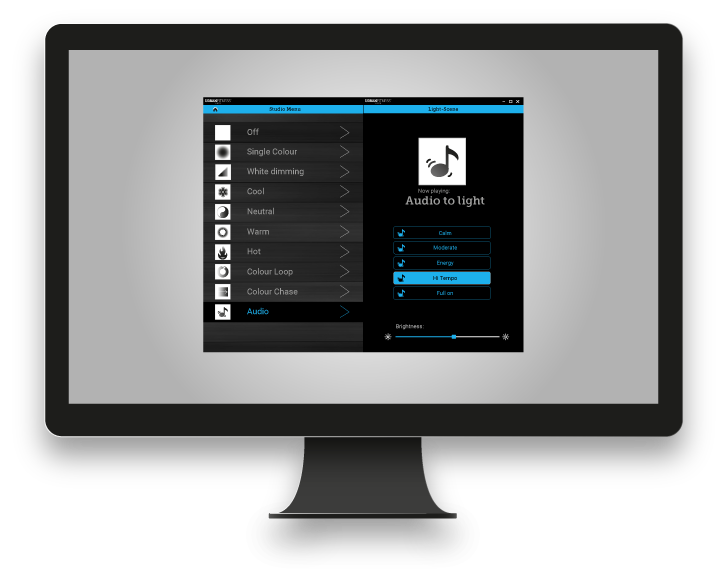 Studio Menu
Off
Single Colour
White dimming
Cool
Neutral
Warm
Hot
Colour Loop
Colour Chase
Audio
Light-Scene
Now playing:
Audio to light
Calm
Moderate
Energy
Hi Tempo
Full on
Brightness: